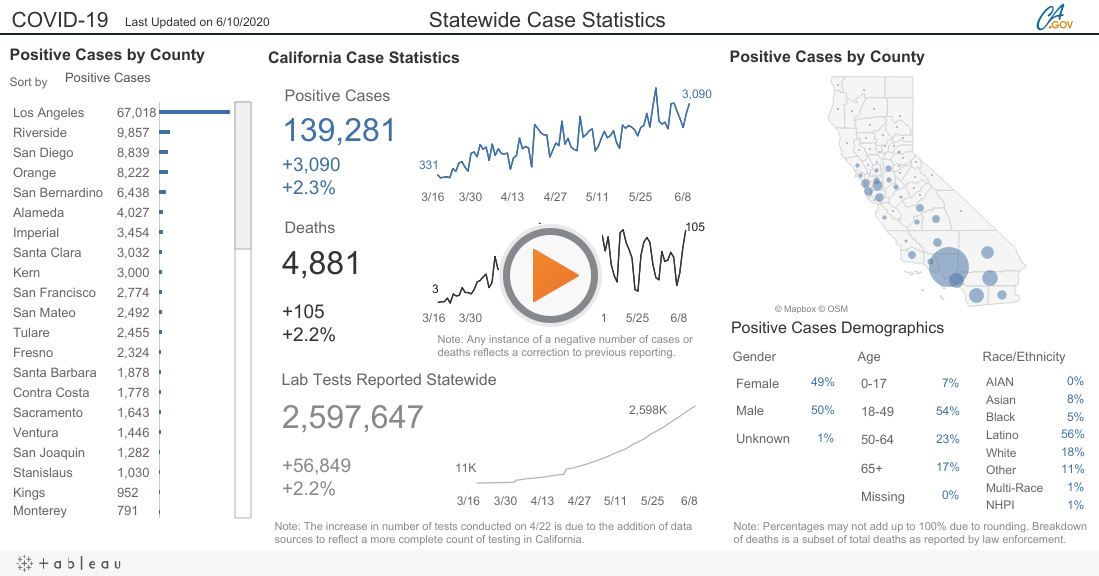 COVID-19 Last Updated on 6/10/2020 Statewide Case Statistics CA.GOV
Positive Cases by County
Sort by Positive Cases
Los Angeles 67,018
Riverside 9,857
San Diego 8,839
Orange 8,222
San Bernardino 6,438
Alameda 4,027
Imperial 3,454
Santa Clara 3,032
Kern 3,000
San Francisco 2,774
San Mateo 2,492
Tulare 2,455
Fresno 2,324
Santa Barbara 1,878
Contra Costa 1,778
Sacramento 1,643
Ventura 1,446
San Joaquin 1,282
Stanislaus 1,030
Kings 952
Monterey 791
California Case Statistics
Positive Cases
139,281
+3,090
+2.3%
331
3,090
3/16 3/30 4/13 4/27 5/11 5/25 6/8
Deaths
4,881
+105
+2.2%
3
105
3/16 3/30 1 5/25 6/8
Note: Any instance of a negative number of cases or
deaths reflects a correction to previous reporting.
Lab Tests Reported Statewide
2,597,647
+56,849
+2.2%
11K
2,598K
3/16 3/30 4/13 4/27 5/11 5/25 6/8
Note: The increase in number of tests conducted on 4/22 is due to the addition of data
sources to reflect a more complete count of testing in California.
Positive Cases by County
© Mapbox © OSM
Positive Cases Demographics
Gender
Female 49%
Male 50%
Unknown 1%
Age
0-17 7%
18-49 54%
50-64 23%
65+ 17%
Missing 0%
Race/Ethnicity
AIAN 0%
Asian 8%
Black 5%
Latino 56%
White 18%
Other 11%
Multi-Race 1%
NHPI 1%
Note: Percentages may not add up to 100% due to rounding. Breakdown
of deaths is a subset of total deaths as reported by law enforcement.
+ableau